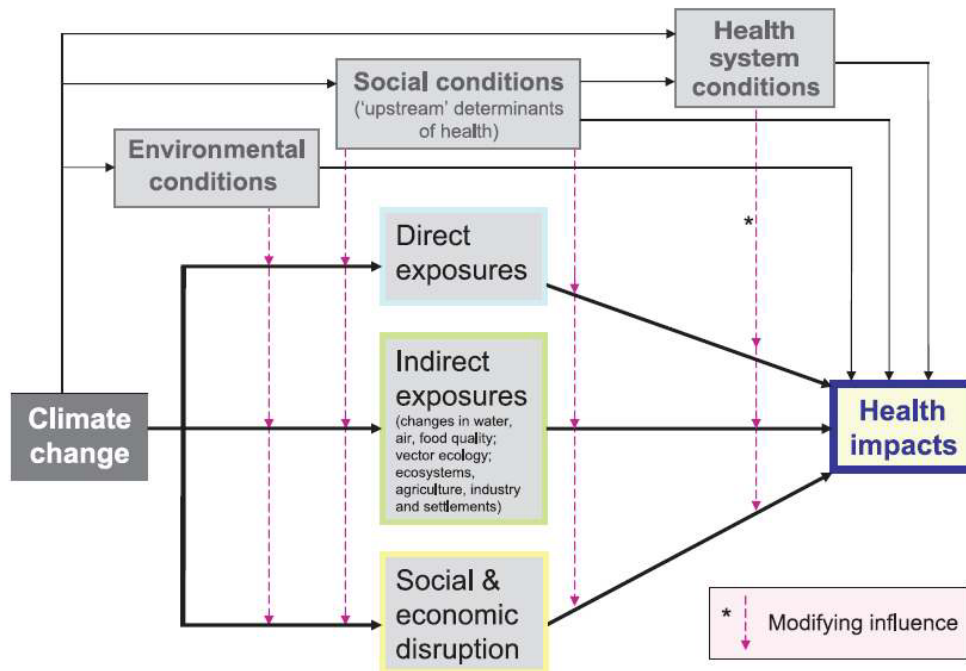 Health
system
conditions
Social conditions
(‘upstream’ determinants
of health)
Environmental
conditions
*
Direct
exposures
Indirect
exposures
(changes in water,
air, food quality;
vector ecology;
ecosystems,
agriculture, industry
and settlements)
Climate
change
Health
impacts
Social &
economic
disruption
* Modifying influence